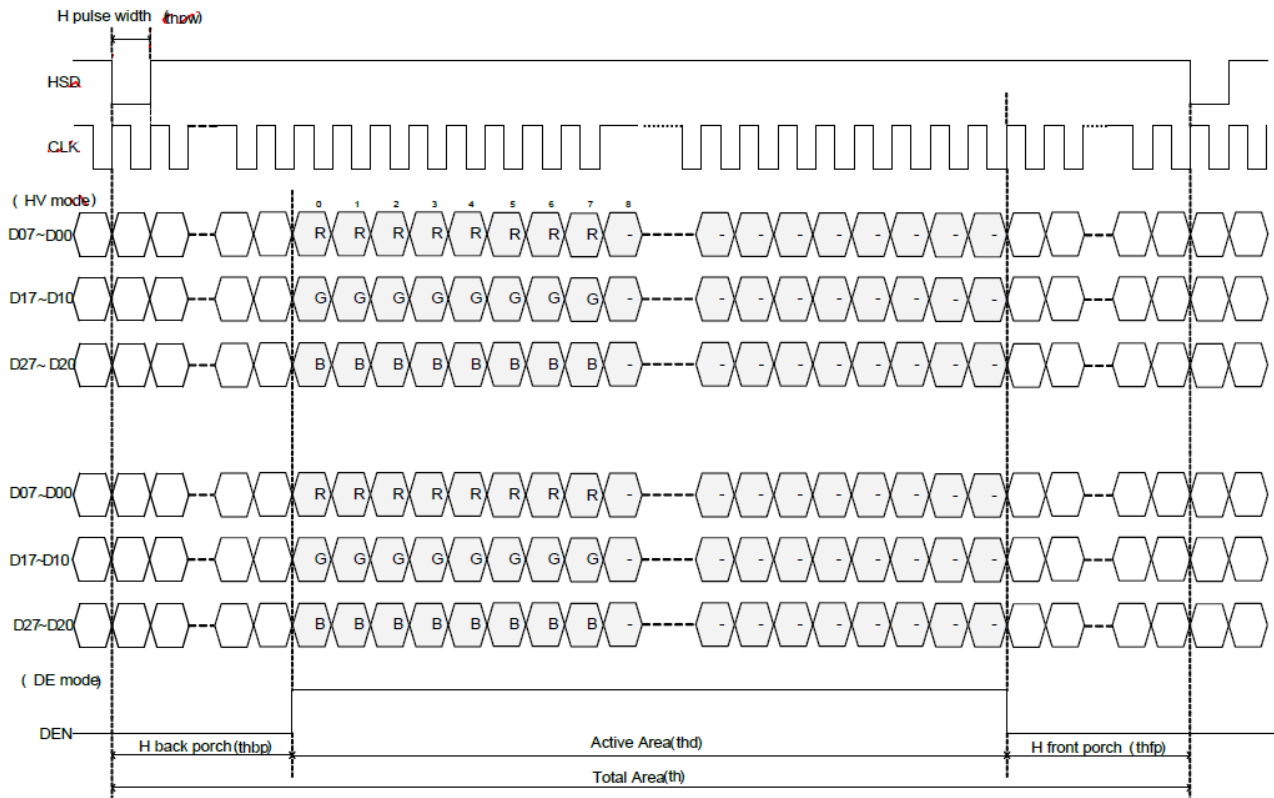 H pulse width (thpw)
HSD
CLK
( HV mode)
0 1 2 3 4 5 6 7 8
D07~D00 R R R R R R R R - - - - - - - - -
D17~D10 G G G G G G G G - - - - - - - - -
D27~ D20 B B B B B B B B - - - - - - - - -
D07~D00 R R R R R R R R - - - - - - - - -
D17~D10 G G G G G G G G - - - - - - - - -
D27~D20 B B B B B B B B - - - - - - - - -
( DE mode)
DEN
H back porch (thbp) Active Area(thd) H front porch (thfp)
Total Area(th)